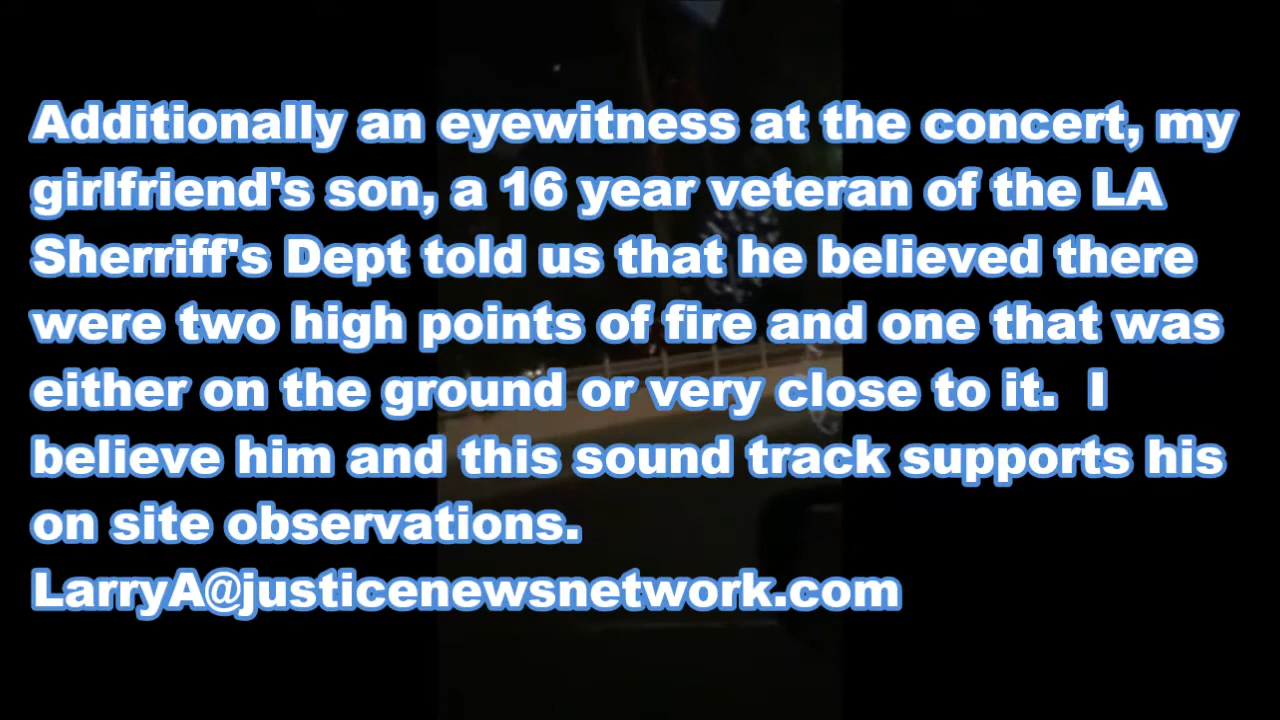 Additionally an eyewitness at the concert, my
girlfriend's son, a 16 year veteran of the LA
Sherriff's Dept told us that he believed there
were two high points of fire and one that was
either on the ground or very close to it.  I
believe him and this sound track supports his
on site observations.
LarryA@justicenewsnetwork.com